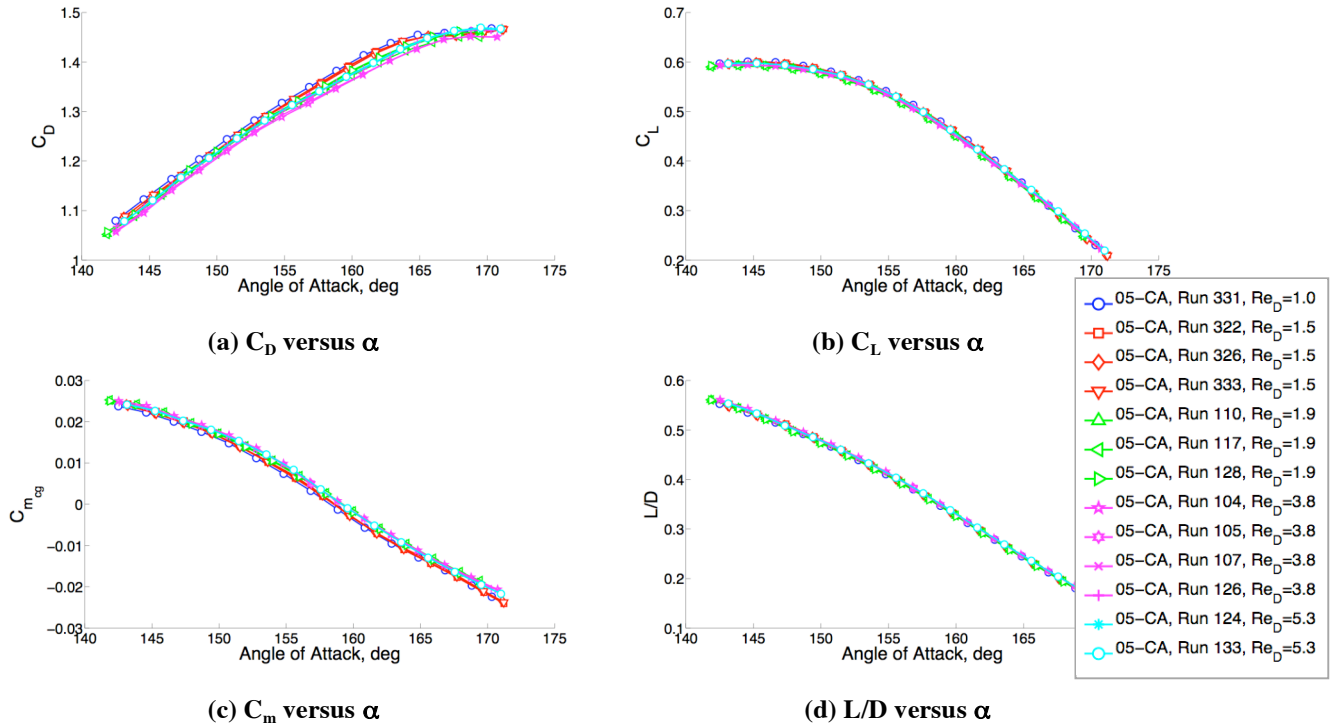 1.5
1.4
1.3
1.2
1.1
1
C_D
140 145 150 155 160 165 170 175
Angle of Attack, deg
(a) C_D versus α
0.7
0.6
0.5
0.4
0.3
0.2
C_L
140 145 150 155 160 165 170 175
Angle of Attack, deg
(b) C_L versus α
0.03
0.02
0.01
0
−0.01
−0.02
−0.03
C_m_cg
140 145 150 155 160 165 170 175
Angle of Attack, deg
(c) C_m versus α
0.6
0.5
0.4
0.3
0.2
0.1
L/D
140 145 150 155 160 165
Angle of Attack, deg
(d) L/D versus α
05−CA, Run 331, Re_D=1.0
05−CA, Run 322, Re_D=1.5
05−CA, Run 326, Re_D=1.5
05−CA, Run 333, Re_D=1.5
05−CA, Run 110, Re_D=1.9
05−CA, Run 117, Re_D=1.9
05−CA, Run 128, Re_D=1.9
05−CA, Run 104, Re_D=3.8
05−CA, Run 105, Re_D=3.8
05−CA, Run 107, Re_D=3.8
05−CA, Run 126, Re_D=3.8
05−CA, Run 124, Re_D=5.3
05−CA, Run 133, Re_D=5.3